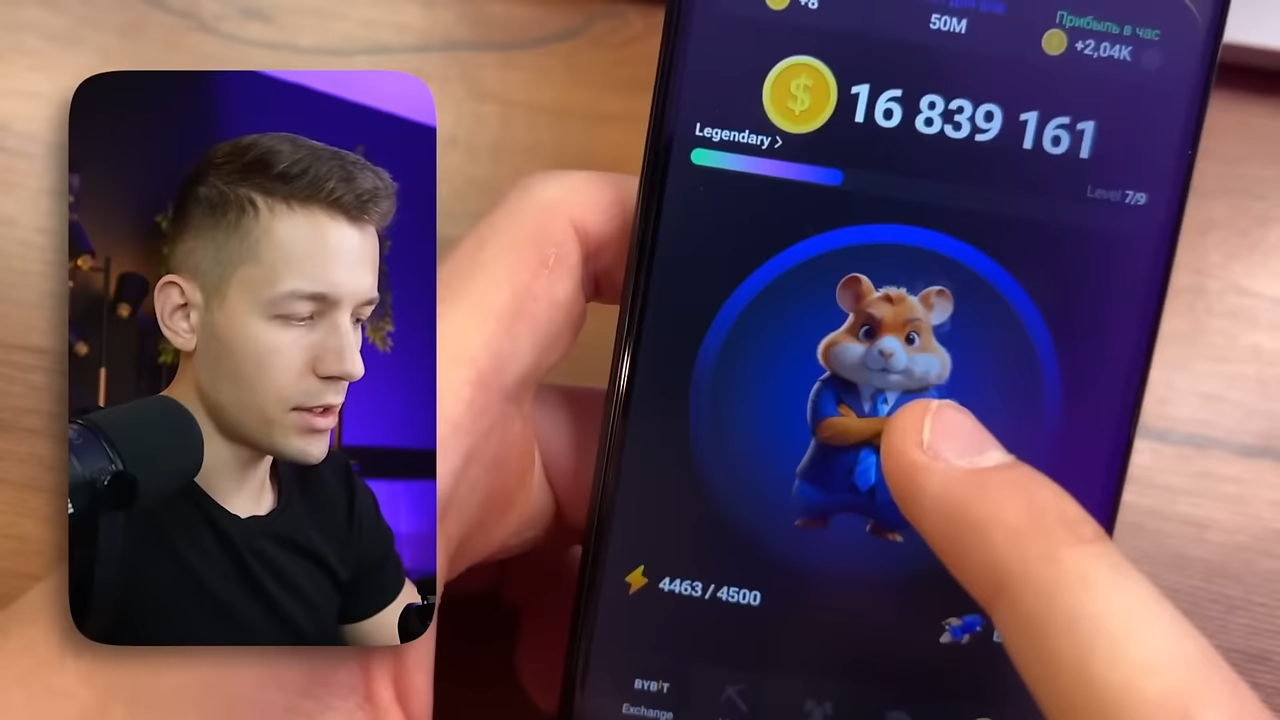 +8
50M
Прибыль в час
+2,04K
$
16 839 161
Legendary >
Level 7/9
4463 / 4500
BYBIT
Exchange